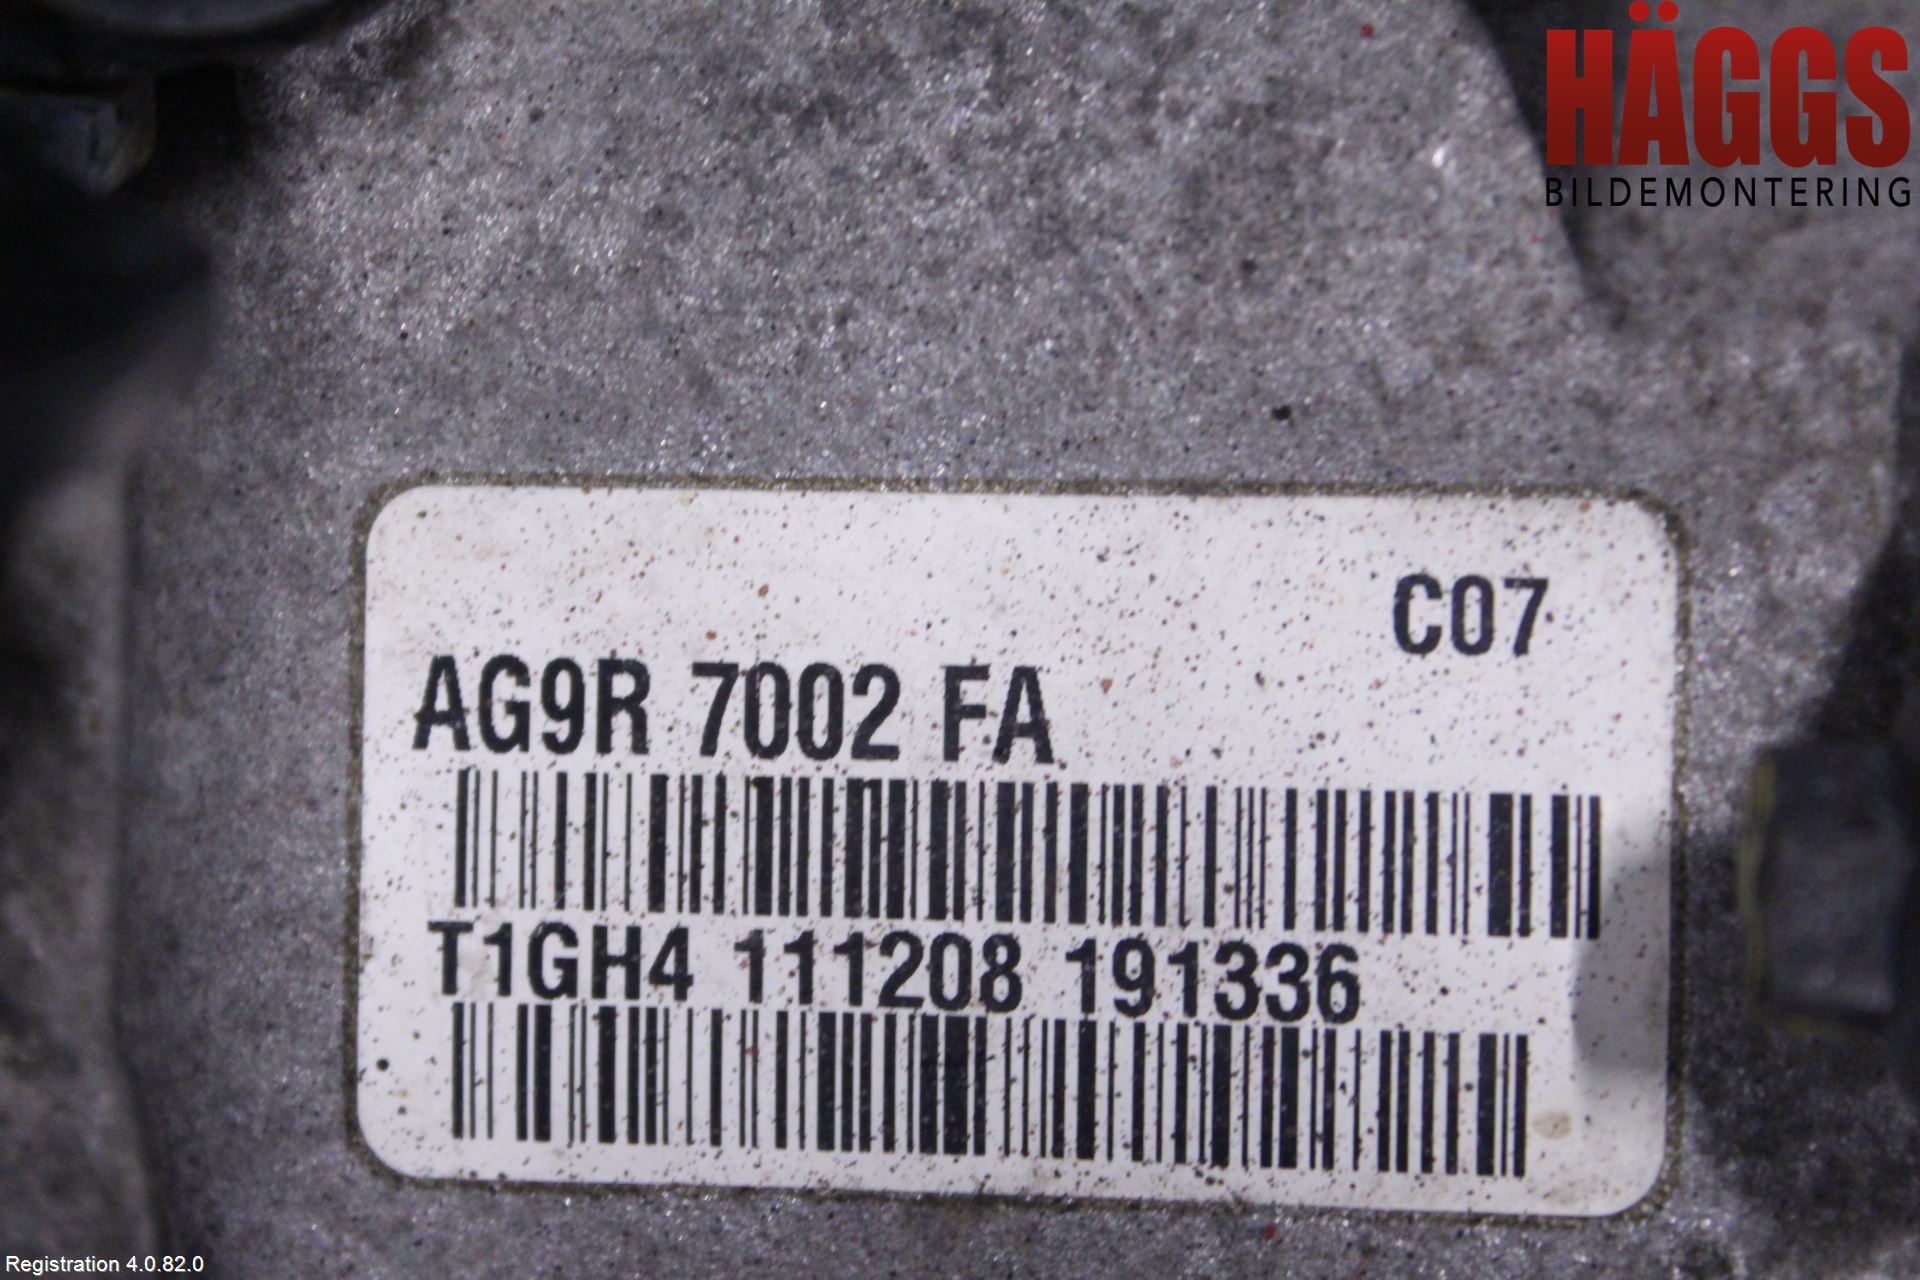 HÄGGS
BILDEMONTERING
C07
AG9R 7002 FA
T1GH4 111208 191336
Registration 4.0.82.0